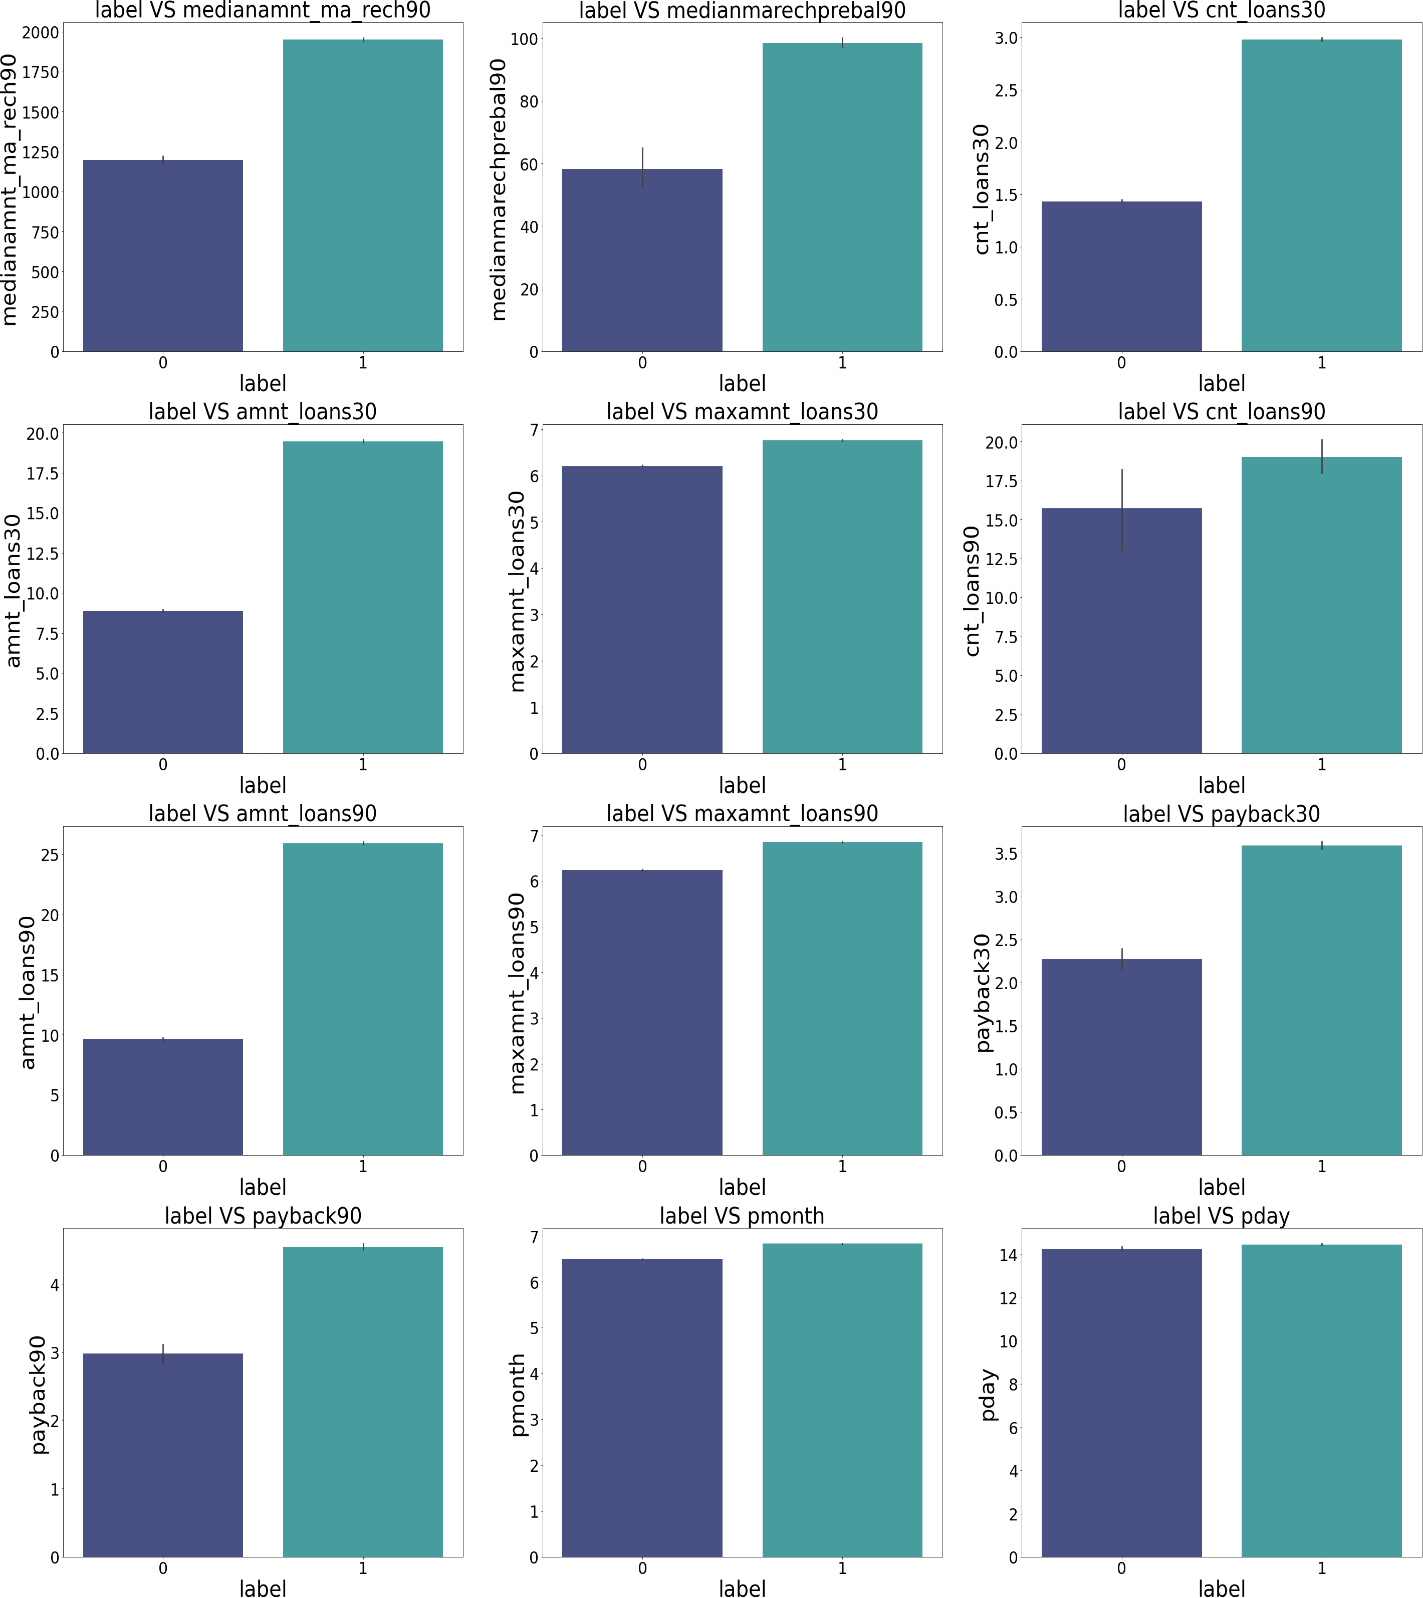 label VS medianamnt_ma_rech90
medianamnt_ma_rech90
2000
1750
1500
1250
1000
750
500
250
0
0 1
label
label VS medianmarechprebal90
medianmarechprebal90
100
80
60
40
20
0
0 1
label
label VS cnt_loans30
cnt_loans30
3.0
2.5
2.0
1.5
1.0
0.5
0.0
0 1
label
label VS amnt_loans30
amnt_loans30
20.0
17.5
15.0
12.5
10.0
7.5
5.0
2.5
0.0
0 1
label
label VS maxamnt_loans30
maxamnt_loans30
7
6
5
4
3
2
1
0
0 1
label
label VS cnt_loans90
cnt_loans90
20.0
17.5
15.0
12.5
10.0
7.5
5.0
2.5
0.0
0 1
label
label VS amnt_loans90
amnt_loans90
25
20
15
10
5
0
0 1
label
label VS maxamnt_loans90
maxamnt_loans90
7
6
5
4
3
2
1
0
0 1
label
label VS payback30
payback30
3.5
3.0
2.5
2.0
1.5
1.0
0.5
0.0
0 1
label
label VS payback90
payback90
4
3
2
1
0
0 1
label
label VS pmonth
pmonth
7
6
5
4
3
2
1
0
0 1
label
label VS pday
pday
14
12
10
8
6
4
2
0
0 1
label